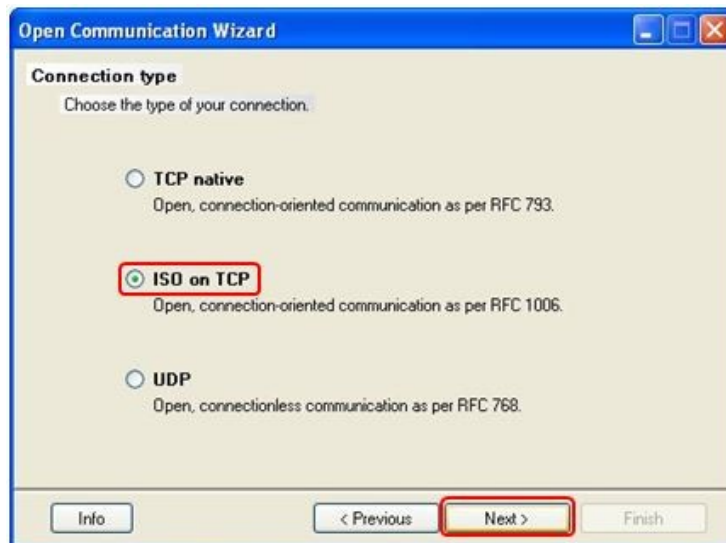 Open Communication Wizard
Connection type
Choose the type of your connection.
TCP native
Open, connection-oriented communication as per RFC 793.
ISO on TCP
Open, connection-oriented communication as per RFC 1006.
UDP
Open, connectionless communication as per RFC 768.
Info < Previous Next > Finish